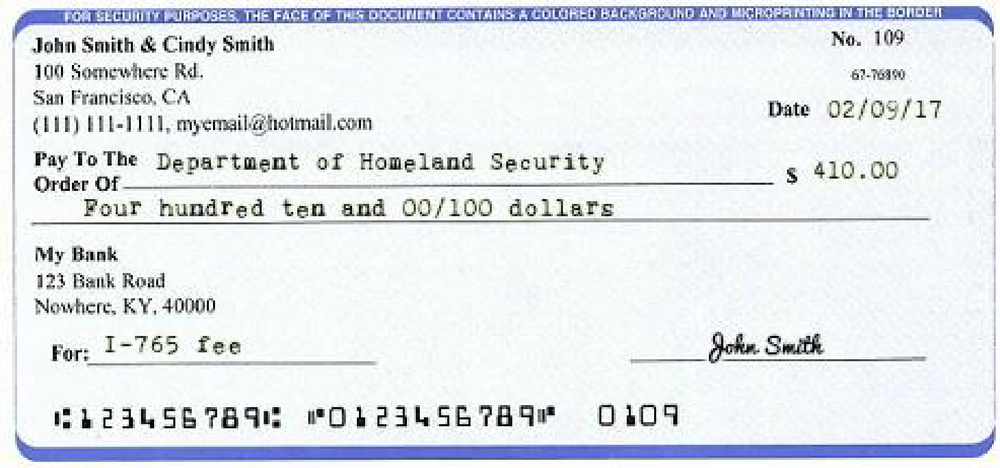 FOR SECURITY PURPOSES, THE FACE OF THIS DOCUMENT CONTAINS A COLORED BACKGROUND AND MICROPRINTING IN THE BORDER
John Smith & Cindy Smith
No. 109
100 Somewhere Rd.
67-76890
San Francisco, CA
Date 02/09/17
(111) 111-1111, myemail@hotmail.com
Pay To The Department of Homeland Security
Order Of
$ 410.00
Four hundred ten and 00/100 dollars
My Bank
123 Bank Road
Nowhere, KY, 40000
For: I-765 fee
John Smith
⑆123456789⑆ ⑈0123456789⑈ 0109